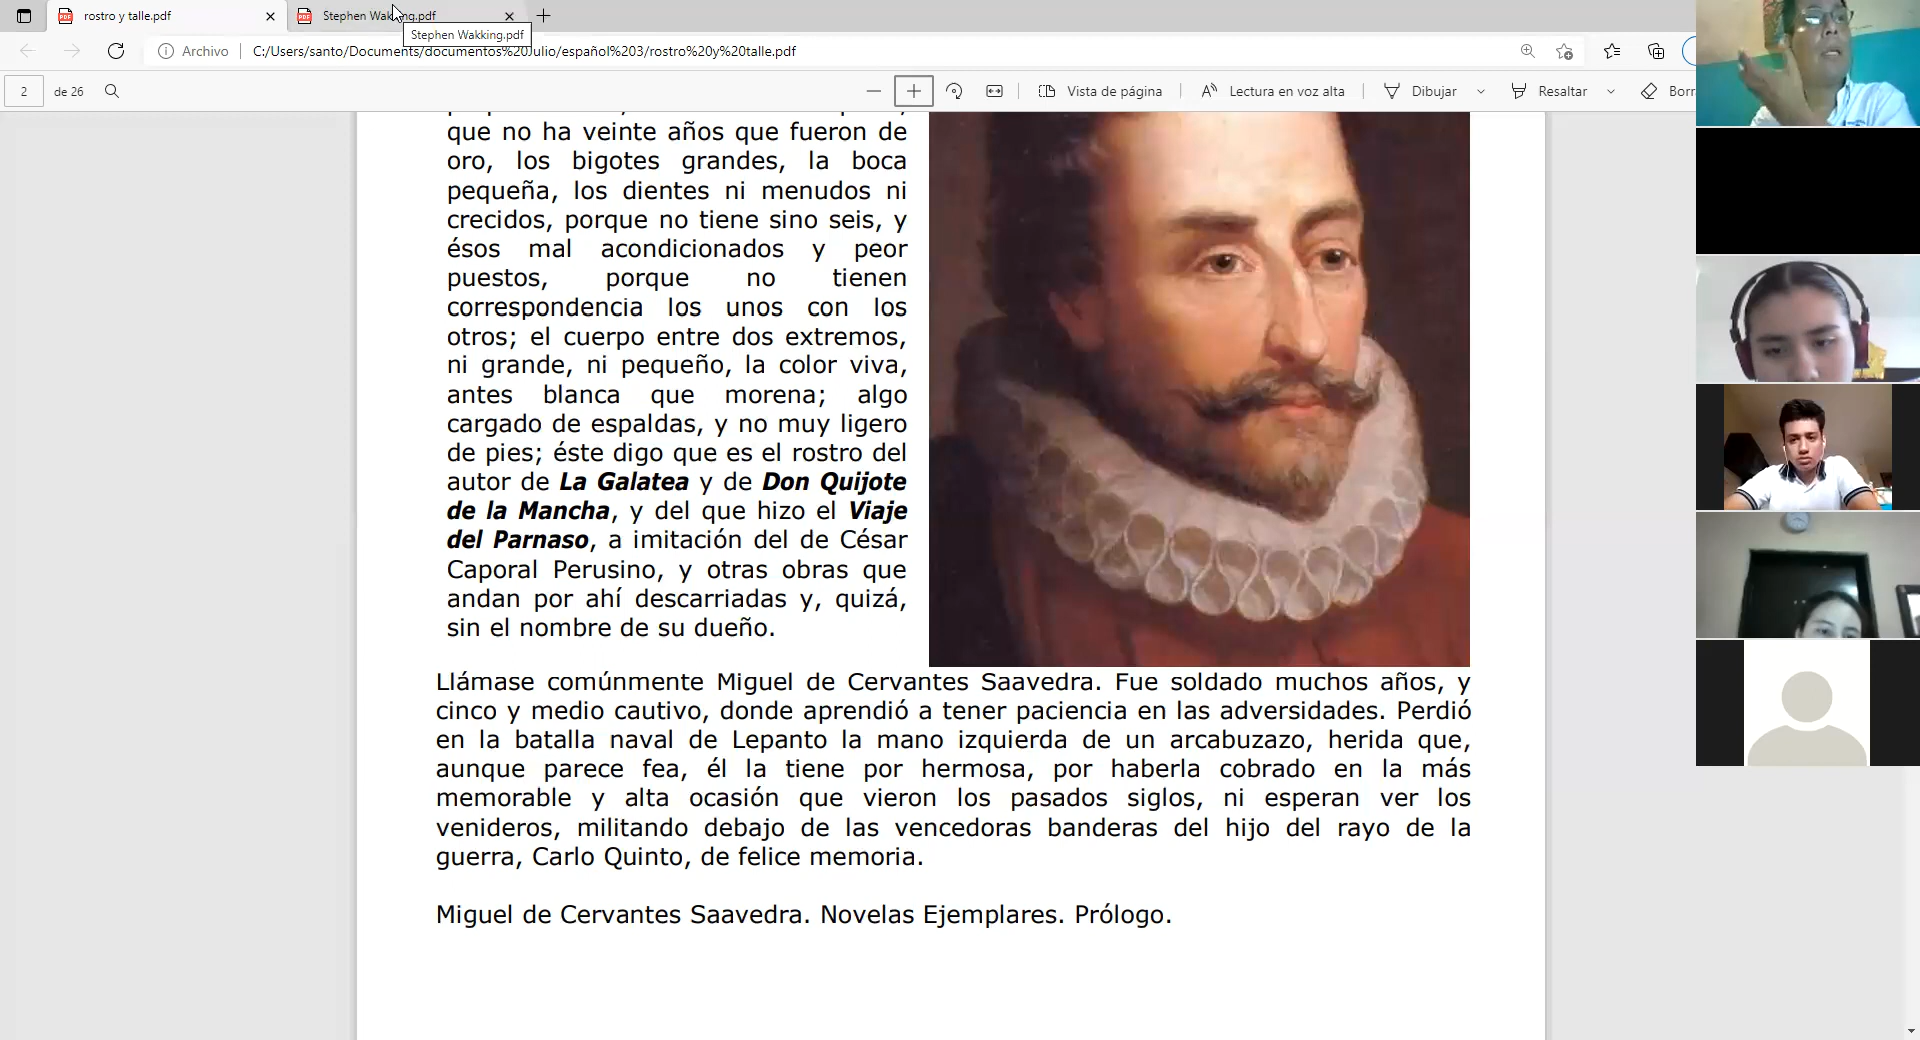 rostro y talle.pdf
Stephen Wakking.pdf
Stephen Wakking.pdf
Archivo
C:/Users/santo/Documents/documentos%20Julio/español%203/rostro%20y%20talle.pdf
2 de 26
Vista de página
Lectura en voz alta
Dibujar
Resaltar
que no ha veinte años que fueron de
oro, los bigotes grandes, la boca
pequeña, los dientes ni menudos ni
crecidos, porque no tiene sino seis, y
ésos mal acondicionados y peor
puestos, porque no tienen
correspondencia los unos con los
otros; el cuerpo entre dos extremos,
ni grande, ni pequeño, la color viva,
antes blanca que morena; algo
cargado de espaldas, y no muy ligero
de pies; éste digo que es el rostro del
autor de La Galatea y de Don Quijote
de la Mancha, y del que hizo el Viaje
del Parnaso, a imitación del de César
Caporal Perusino, y otras obras que
andan por ahí descarriadas y, quizá,
sin el nombre de su dueño.
Llámase comúnmente Miguel de Cervantes Saavedra. Fue soldado muchos años, y
cinco y medio cautivo, donde aprendió a tener paciencia en las adversidades. Perdió
en la batalla naval de Lepanto la mano izquierda de un arcabuzazo, herida que,
aunque parece fea, él la tiene por hermosa, por haberla cobrado en la más
memorable y alta ocasión que vieron los pasados siglos, ni esperan ver los
venideros, militando debajo de las vencedoras banderas del hijo del rayo de la
guerra, Carlo Quinto, de felice memoria.
Miguel de Cervantes Saavedra. Novelas Ejemplares. Prólogo.